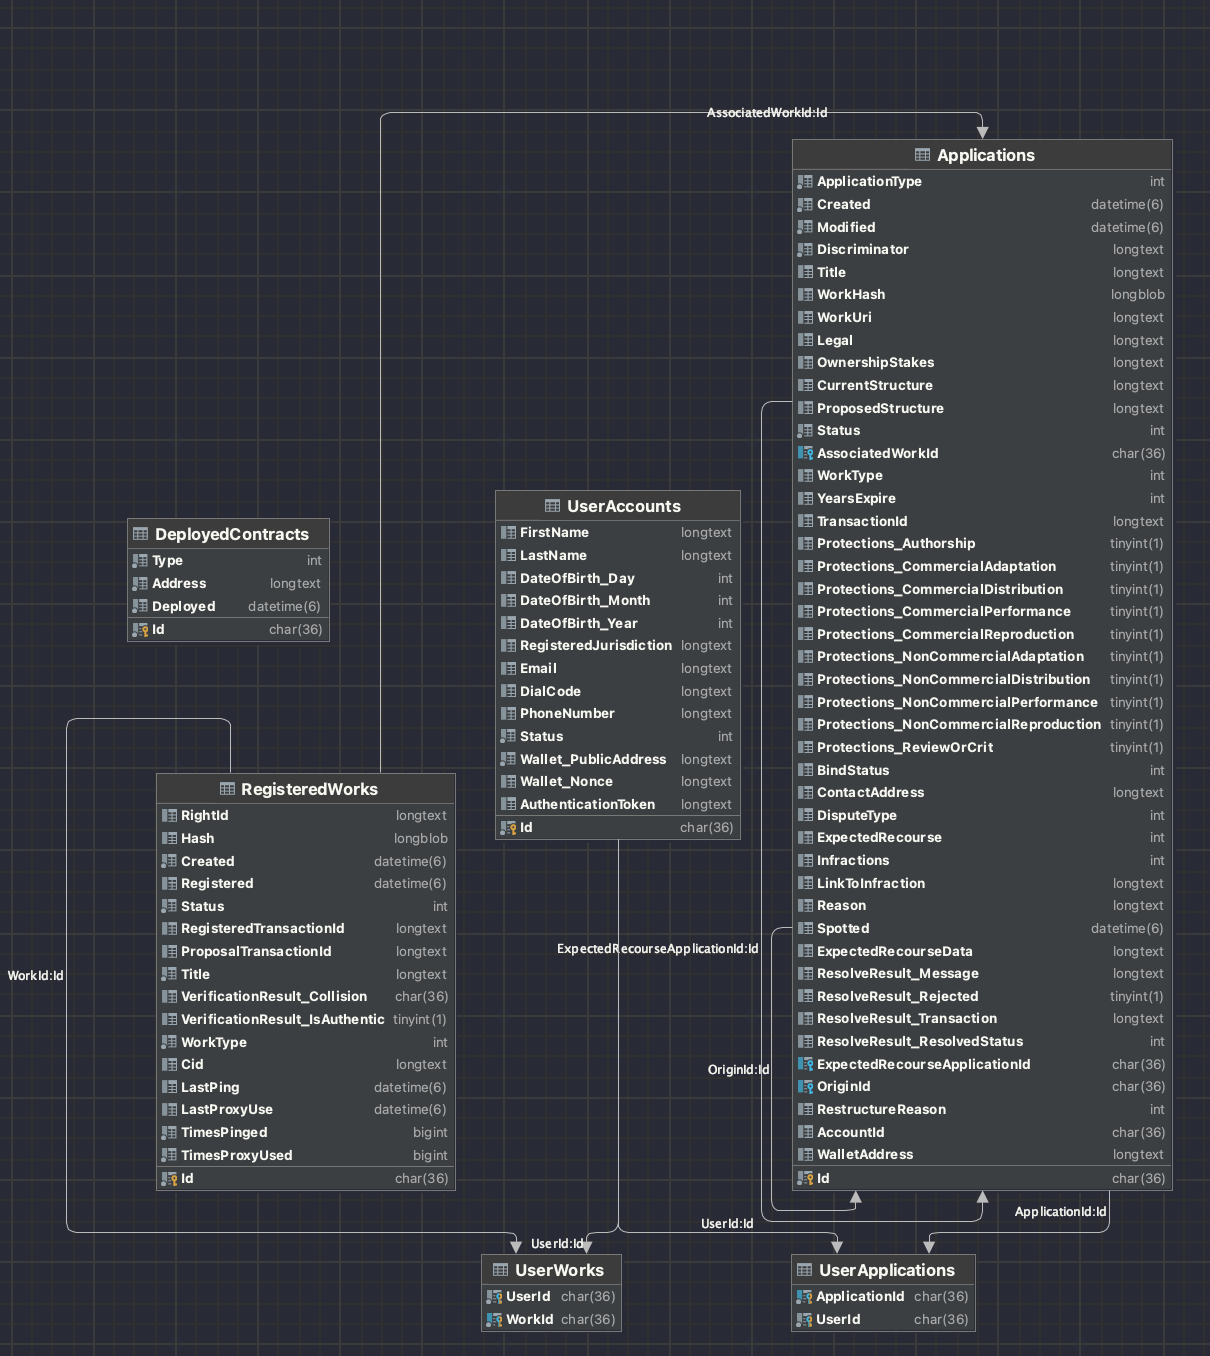 AssociatedWorkId:Id
Applications
ApplicationType int
Created datetime(6)
Modified datetime(6)
Discriminator longtext
Title longtext
WorkHash longblob
WorkUri longtext
Legal longtext
OwnershipStakes longtext
CurrentStructure longtext
ProposedStructure longtext
Status int
AssociatedWorkId char(36)
WorkType int
YearsExpire int
TransactionId longtext
Protections_Authorship tinyint(1)
Protections_CommercialAdaptation tinyint(1)
Protections_CommercialDistribution tinyint(1)
Protections_CommercialPerformance tinyint(1)
Protections_CommercialReproduction tinyint(1)
Protections_NonCommercialAdaptation tinyint(1)
Protections_NonCommercialDistribution tinyint(1)
Protections_NonCommercialPerformance tinyint(1)
Protections_NonCommercialReproduction tinyint(1)
Protections_ReviewOrCrit tinyint(1)
BindStatus int
ContactAddress longtext
DisputeType int
ExpectedRecourse int
Infractions int
LinkToInfraction longtext
Reason longtext
Spotted datetime(6)
ExpectedRecourseData longtext
ResolveResult_Message longtext
ResolveResult_Rejected tinyint(1)
ResolveResult_Transaction longtext
ResolveResult_ResolvedStatus int
ExpectedRecourseApplicationId char(36)
OriginId char(36)
RestructureReason int
AccountId char(36)
WalletAddress longtext
Id char(36)
UserAccounts
FirstName longtext
LastName longtext
DateOfBirth_Day int
DateOfBirth_Month int
DateOfBirth_Year int
RegisteredJurisdiction longtext
Email longtext
DialCode longtext
PhoneNumber longtext
Status int
Wallet_PublicAddress longtext
Wallet_Nonce longtext
AuthenticationToken longtext
Id char(36)
DeployedContracts
Type int
Address longtext
Deployed datetime(6)
Id char(36)
RegisteredWorks
RightId longtext
Hash longblob
Created datetime(6)
Registered datetime(6)
Status int
RegisteredTransactionId longtext
ProposalTransactionId longtext
Title longtext
VerificationResult_Collision char(36)
VerificationResult_IsAuthentic tinyint(1)
WorkType int
Cid longtext
LastPing datetime(6)
LastProxyUse datetime(6)
TimesPinged bigint
TimesProxyUsed bigint
Id char(36)
WorkId:Id
ExpectedRecourseApplicationId:Id
OriginId:Id
ApplicationId:Id
UserId:Id
UserId:Id
UserWorks
UserId char(36)
WorkId char(36)
UserApplications
ApplicationId char(36)
UserId char(36)